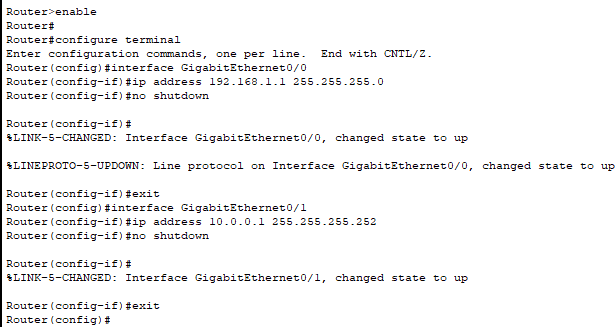 Router>enable
Router#
Router#configure terminal
Enter configuration commands, one per line.  End with CNTL/Z.
Router(config)#interface GigabitEthernet0/0
Router(config-if)#ip address 192.168.1.1 255.255.255.0
Router(config-if)#no shutdown
Router(config-if)#
%LINK-5-CHANGED: Interface GigabitEthernet0/0, changed state to up
%LINEPROTO-5-UPDOWN: Line protocol on Interface GigabitEthernet0/0, changed state to up
Router(config-if)#exit
Router(config)#interface GigabitEthernet0/1
Router(config-if)#ip address 10.0.0.1 255.255.255.252
Router(config-if)#no shutdown
Router(config-if)#
%LINK-5-CHANGED: Interface GigabitEthernet0/1, changed state to up
Router(config-if)#exit
Router(config)#